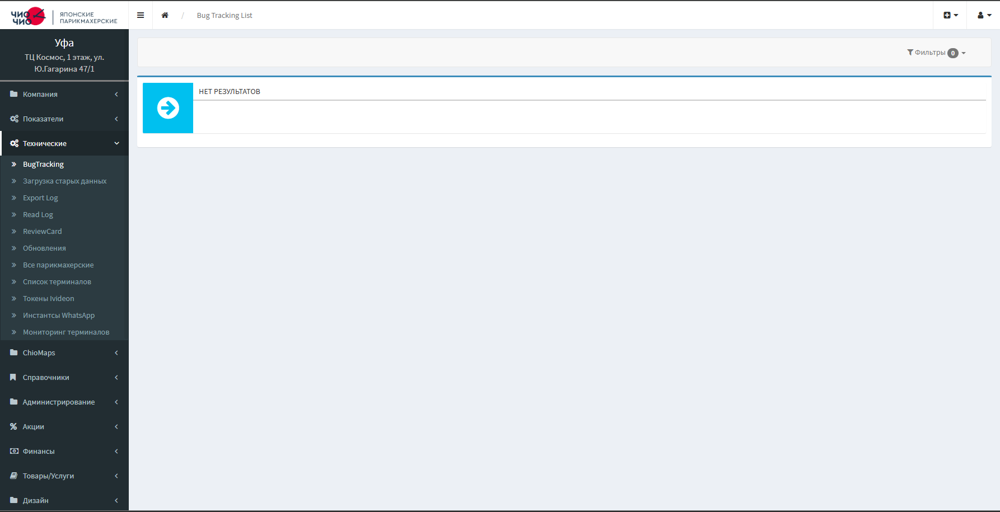 ЧИО ЧИО
ЯПОНСКИЕ
ПАРИКМАХЕРСКИЕ
/
Bug Tracking List
Уфа
ТЦ Космос, 1 этаж, ул.
Ю.Гагарина 47/1
Фильтры 0
НЕТ РЕЗУЛЬТАТОВ
Компания
Показатели
Технические
BugTracking
Загрузка старых данных
Export Log
Read Log
ReviewCard
Обновления
Все парикмахерские
Список терминалов
Токены Ivideon
Инстантсы WhatsApp
Мониторинг терминалов
ChioMaps
Справочники
Администрирование
Акции
Финансы
Товары/Услуги
Дизайн